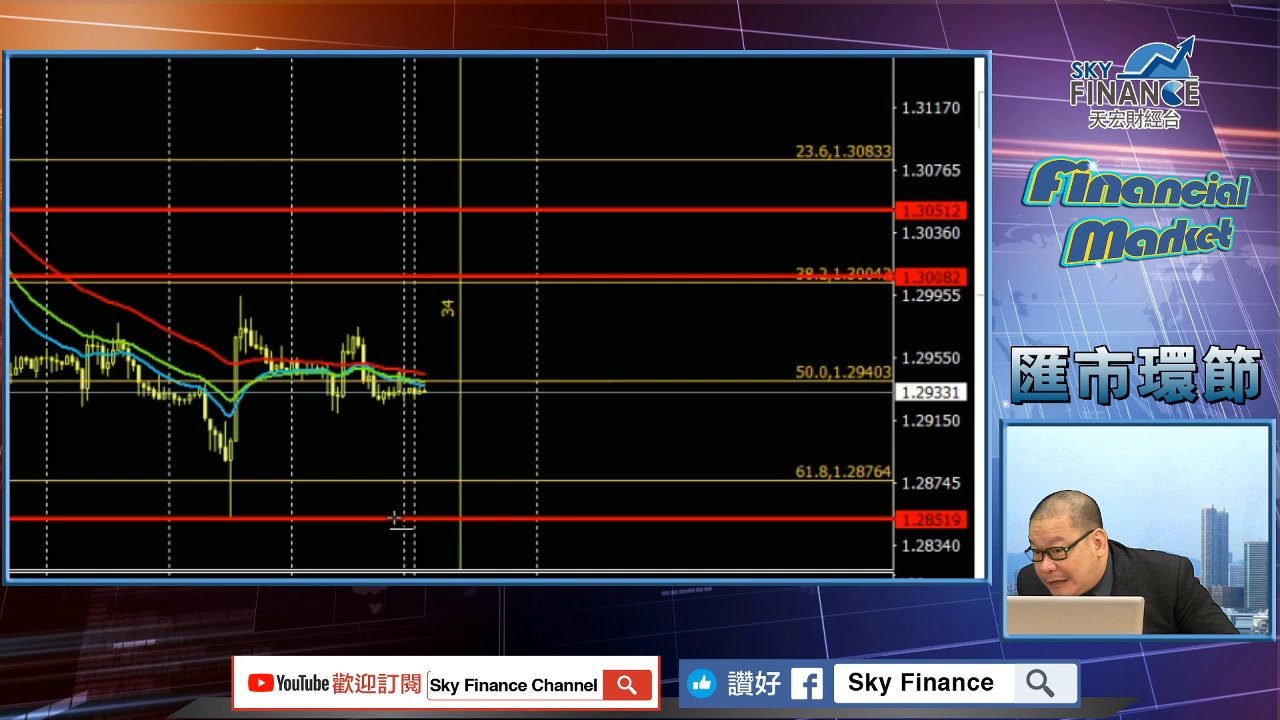 SKY
FINANCE
天宏財經台
Financial
Market
匯市環節
1.31170
23.6,1.30833
1.30765
1.30512
1.30360
38.2,1.30043
1.30082
1.29955
34
1.29550
50.0,1.29403
1.29331
1.29150
61.8,1.28764
1.28745
1.28519
1.28340
YouTube 歡迎訂閱 Sky Finance Channel
讚好 f Sky Finance